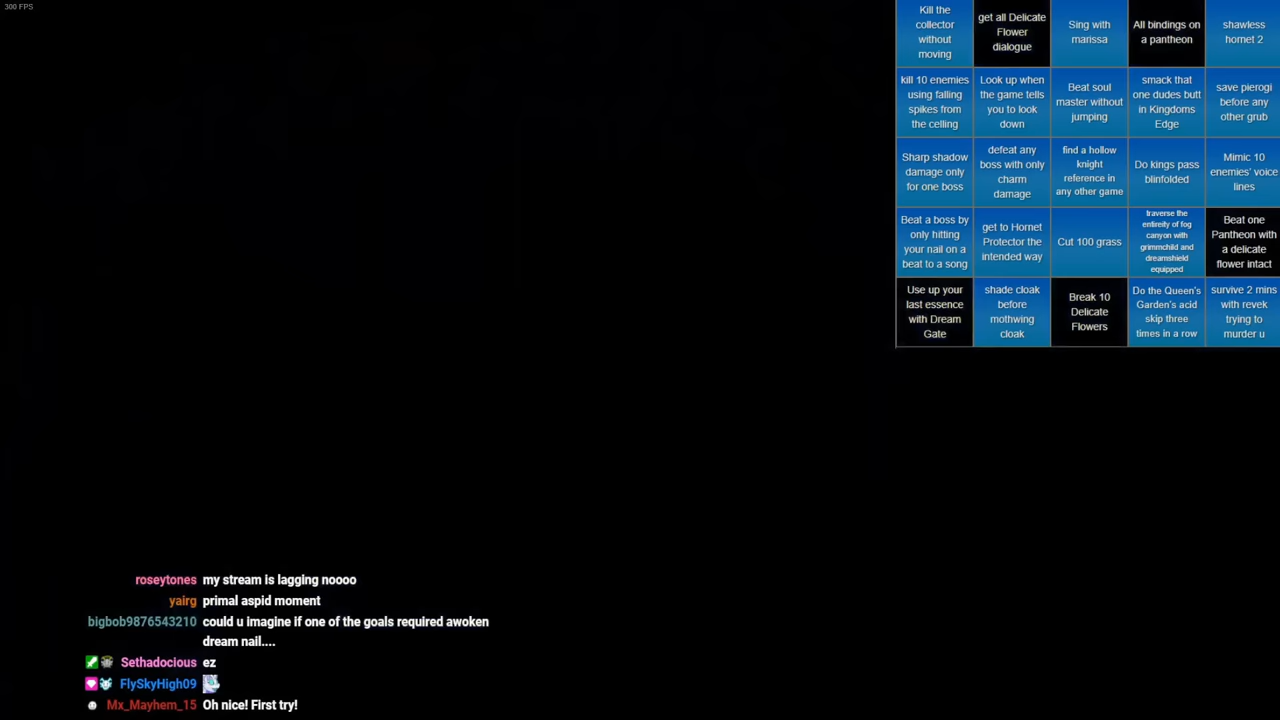 300 FPS
Kill the
collector
without
moving
get all Delicate
Flower
dialogue
Sing with
marissa
All bindings on
a pantheon
shawless
hornet 2
kill 10 enemies
using falling
spikes from
the celling
Look up when
the game tells
you to look
down
Beat soul
master without
jumping
smack that
one dudes butt
in Kingdoms
Edge
save pierogi
before any
other grub
Sharp shadow
damage only
for one boss
defeat any
boss with only
charm
damage
find a hollow
knight
reference in
any other game
Do kings pass
blinfolded
Mimic 10
enemies' voice
lines
Beat a boss by
only hitting
your nail on a
beat to a song
get to Hornet
Protector the
intended way
Cut 100 grass
traverse the
entireity of fog
canyon with
grimmchild and
dreamshield
equipped
Beat one
Pantheon with
a delicate
flower intact
Use up your
last essence
with Dream
Gate
shade cloak
before
mothwing
cloak
Break 10
Delicate
Flowers
Do the Queen's
Garden's acid
skip three
times in a row
survive 2 mins
with revek
trying to
murder u
roseytones my stream is lagging noooo
yairg primal aspid moment
bigbob9876543210 could u imagine if one of the goals required awoken
dream nail....
Sethadocious ez
FlySkyHigh09
Mx_Mayhem_15 Oh nice! First try!